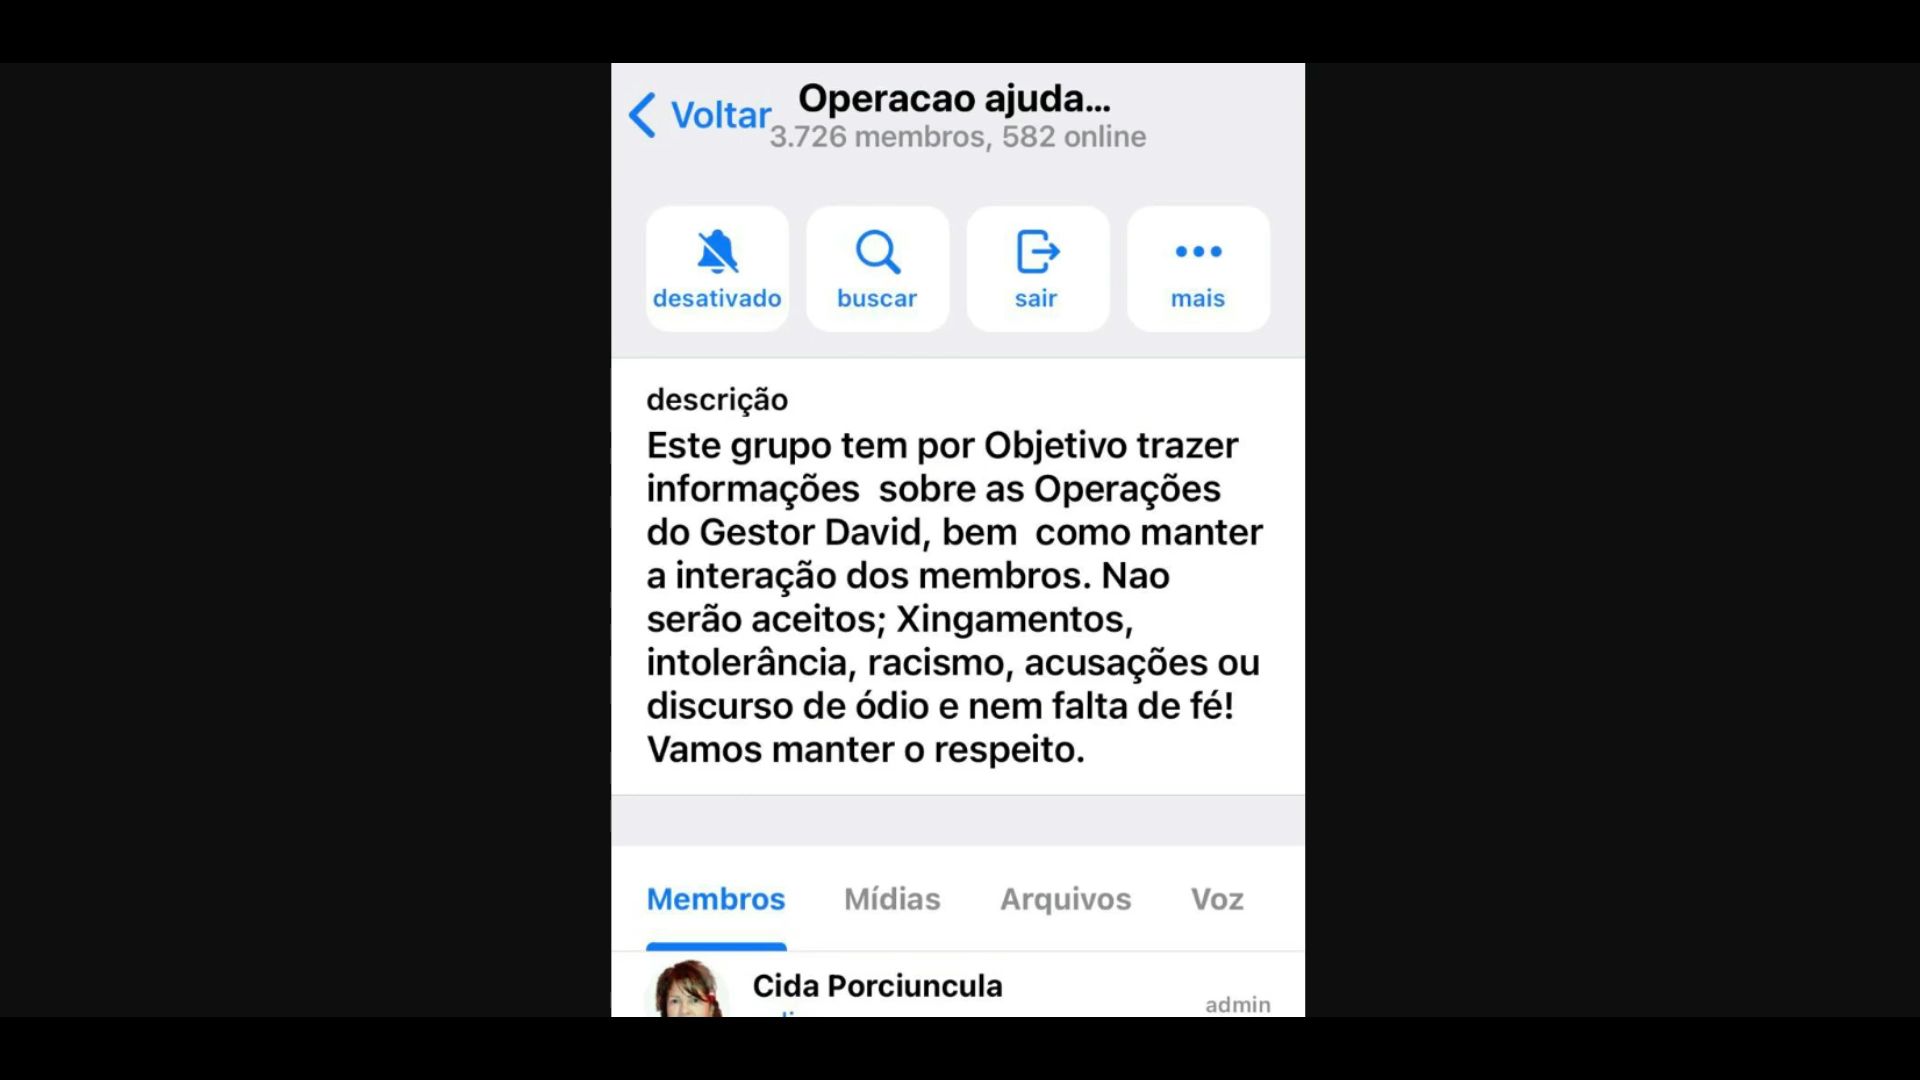 Voltar
Operacao ajuda...
3.726 membros, 582 online
desativado
buscar
sair
mais
descrição
Este grupo tem por Objetivo trazer
informações  sobre as Operações
do Gestor David, bem  como manter
a interação dos membros. Nao
serão aceitos; Xingamentos,
intolerância, racismo, acusações ou
discurso de ódio e nem falta de fé!
Vamos manter o respeito.
Membros
Mídias
Arquivos
Voz
Cida Porciuncula
admin